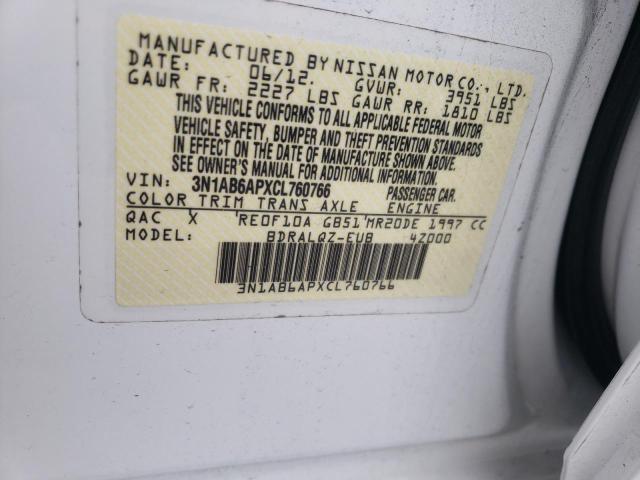 MANUFACTURED BY NISSAN MOTOR CO., LTD.
DATE: 06/12. GVWR: 3951 LBS
GAWR FR: 2227 LBS GAWR RR: 1810 LBS
THIS VEHICLE CONFORMS TO ALL APPLICABLE FEDERAL MOTOR
VEHICLE SAFETY, BUMPER AND THEFT PREVENTION STANDARDS
IN EFFECT ON THE DATE OF MANUFACTURE SHOWN ABOVE.
SEE OWNER'S MANUAL FOR ADDITIONAL INFORMATION.
VIN: 3N1AB6APXCL760766 PASSENGER CAR.
COLOR TRIM TRANS AXLE ENGINE
QAC X 'RE0F10A GB51'MR20DE 1997 CC
MODEL: BDRALQZ-EUB 4Z000
3N1AB6APXCL760766